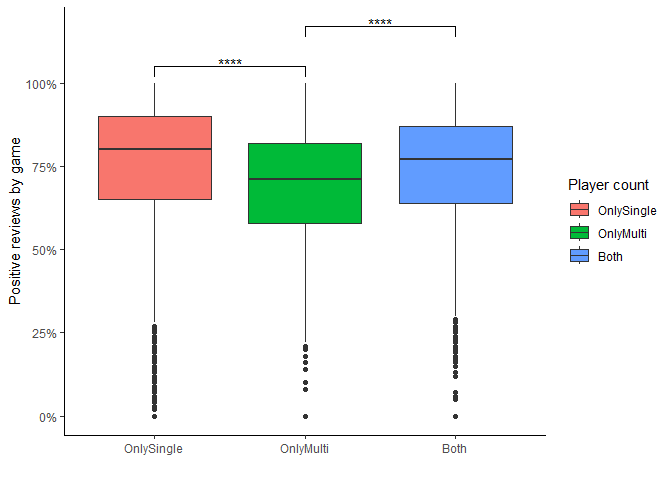 ****
****
100%
75%
50%
25%
0%
Positive reviews by game
OnlySingle
OnlyMulti
Both
Player count
OnlySingle
OnlyMulti
Both